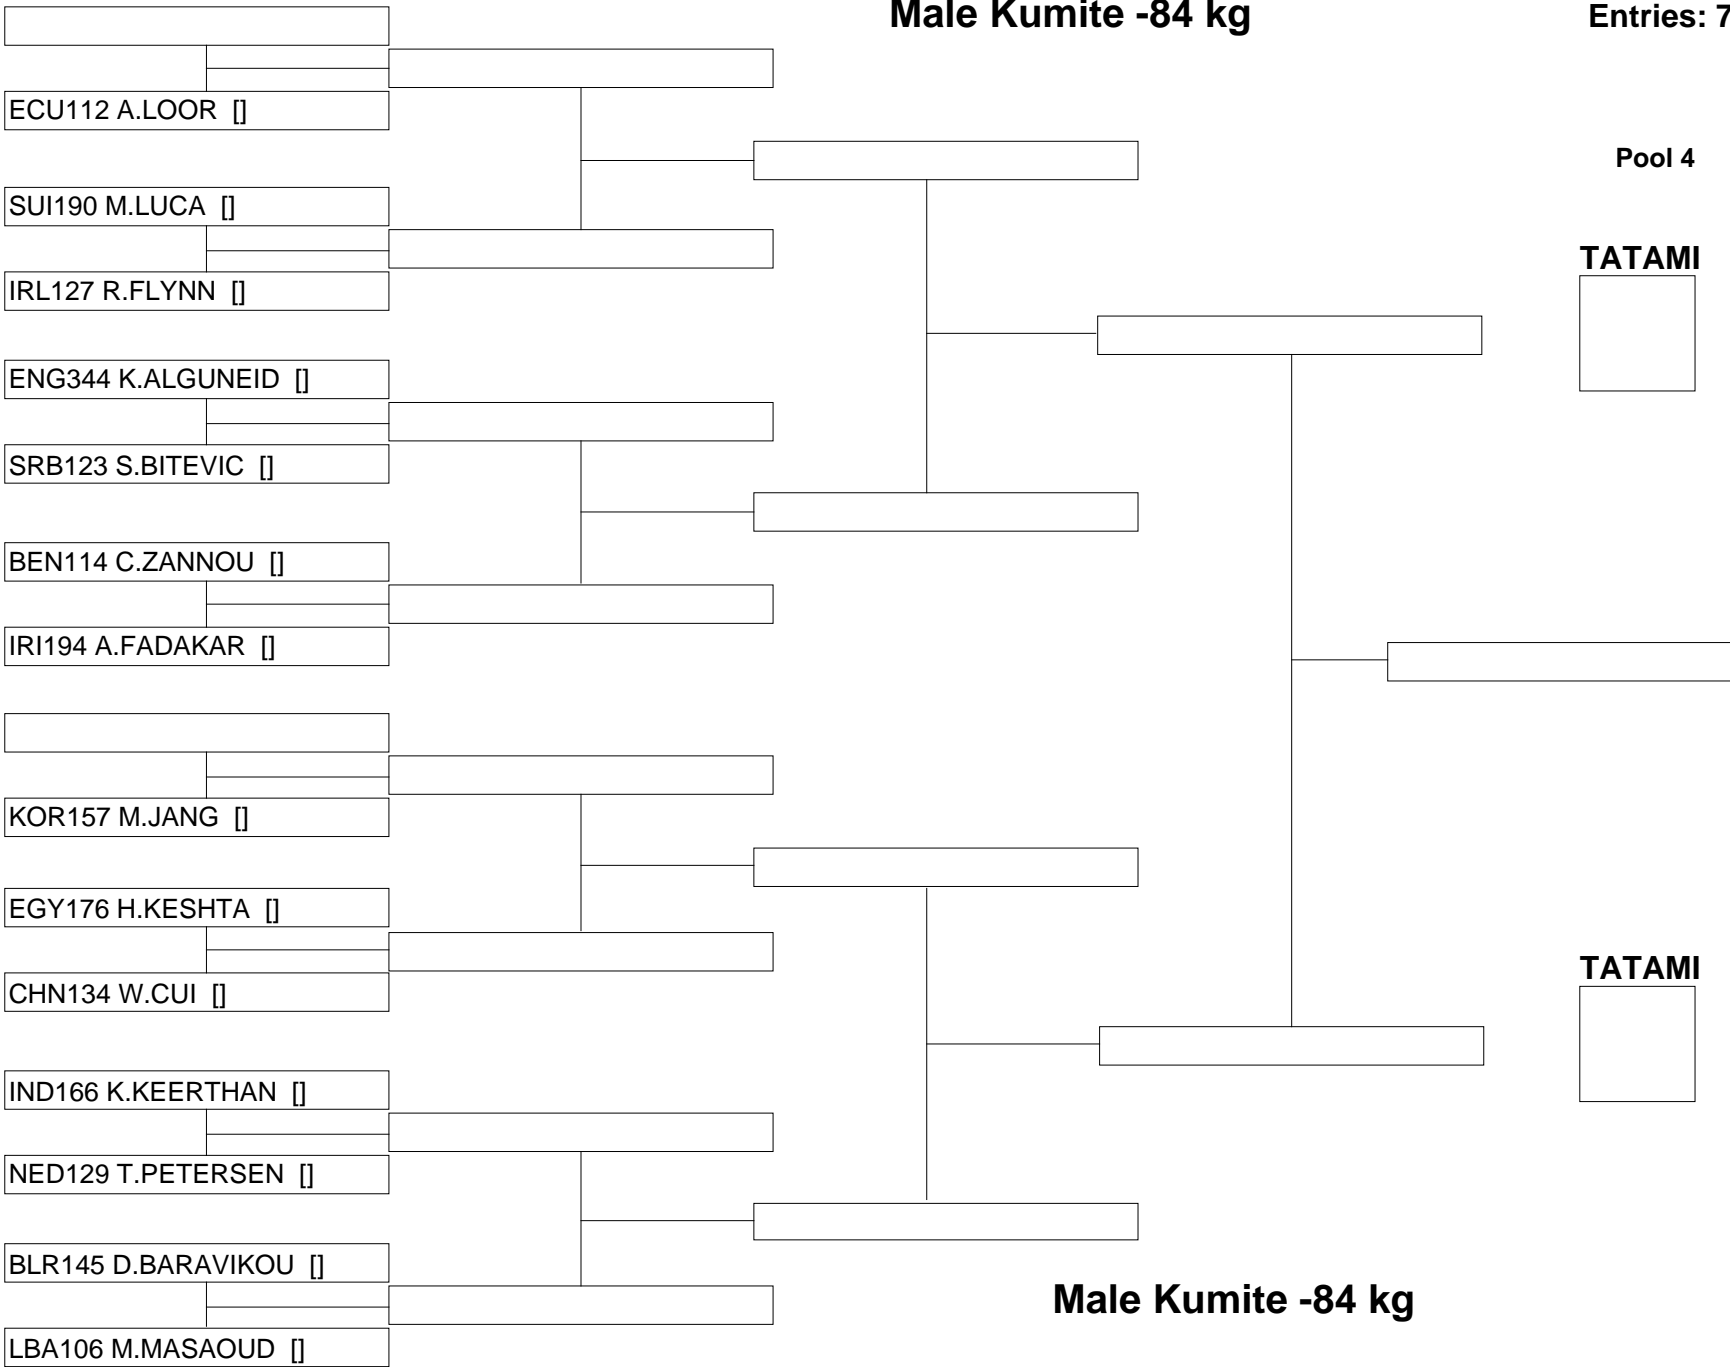 Male Kumite -84 kg
Entries: 7
ECU112 A.LOOR []
Pool 4
SUI190 M.LUCA []
TATAMI
IRL127 R.FLYNN []
ENG344 K.ALGUNEID []
SRB123 S.BITEVIC []
BEN114 C.ZANNOU []
IRI194 A.FADAKAR []
KOR157 M.JANG []
EGY176 H.KESHTA []
TATAMI
CHN134 W.CUI []
IND166 K.KEERTHAN []
NED129 T.PETERSEN []
BLR145 D.BARAVIKOU []
Male Kumite -84 kg
LBA106 M.MASAOUD []